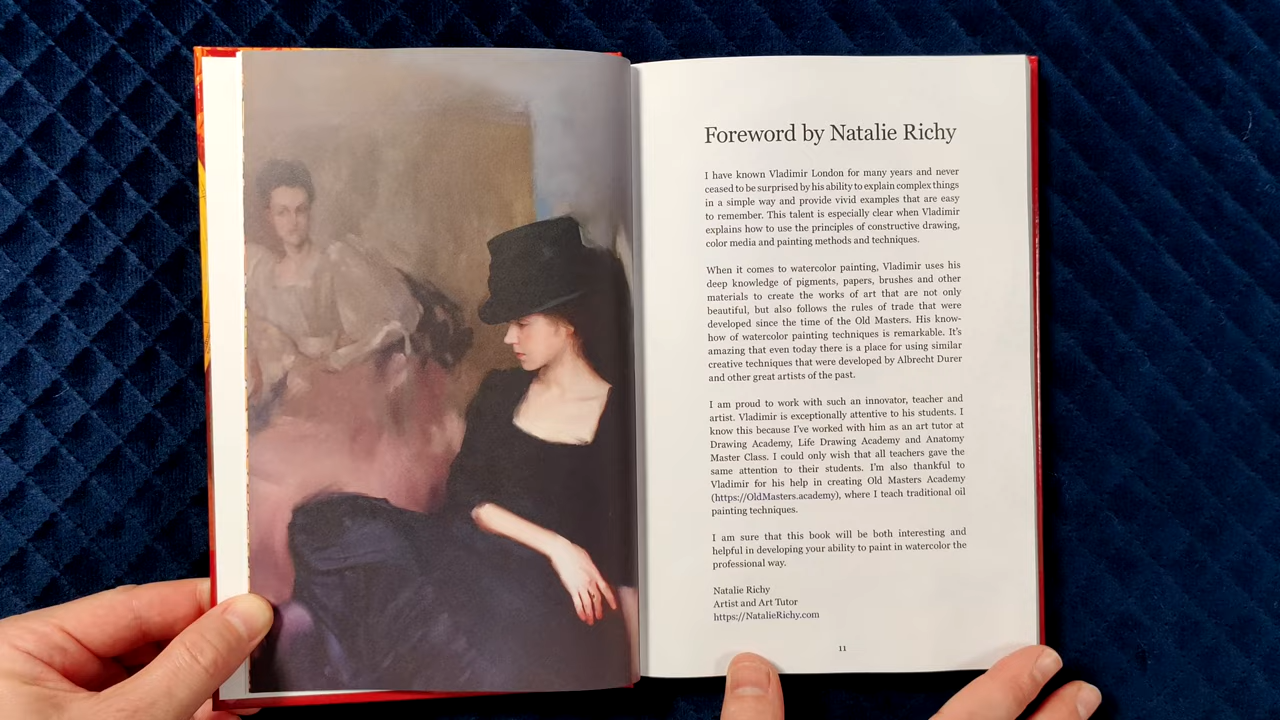 Foreword by Natalie Richy
I have known Vladimir London for many years and never
ceased to be surprised by his ability to explain complex things
in a simple way and provide vivid examples that are easy
to remember. This talent is especially clear when Vladimir
explains how to use the principles of constructive drawing,
color media and painting methods and techniques.
When it comes to watercolor painting, Vladimir uses his
deep knowledge of pigments, papers, brushes and other
materials to create the works of art that are not only
beautiful, but also follows the rules of trade that were
developed since the time of the Old Masters. His know-
how of watercolor painting techniques is remarkable. It's
amazing that even today there is a place for using similar
creative techniques that were developed by Albrecht Durer
and other great artists of the past.
I am proud to work with such an innovator, teacher and
artist. Vladimir is exceptionally attentive to his students. I
know this because I've worked with him as an art tutor at
Drawing Academy, Life Drawing Academy and Anatomy
Master Class. I could only wish that all teachers gave the
same attention to their students. I'm also thankful to
Vladimir for his help in creating Old Masters Academy
(https://OldMasters.academy), where I teach traditional oil
painting techniques.
I am sure that this book will be both interesting and
helpful in developing your ability to paint in watercolor the
professional way.
Natalie Richy
Artist and Art Tutor
https://NatalieRichy.com
11